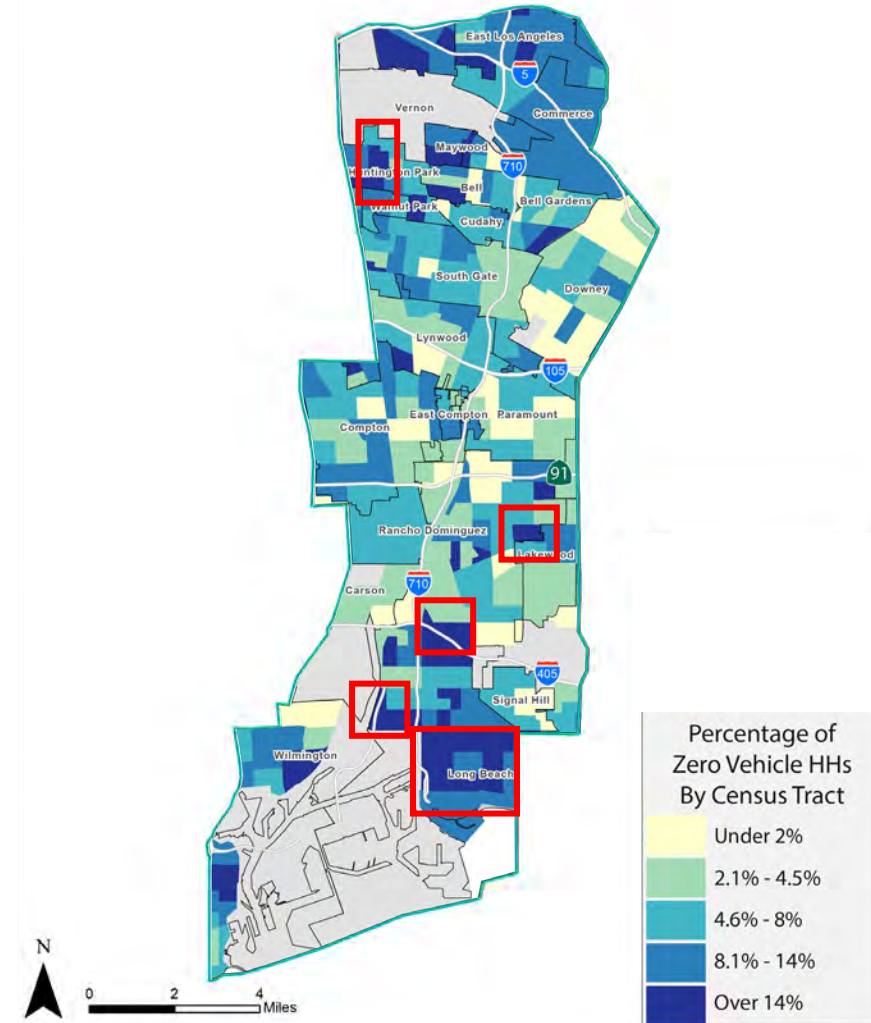 East Los Angeles
5
Vernon
Commerce
Maywood
710
Huntington Park
Bell
Bell Gardens
Walnut Park
Cudahy
South Gate
Downey
Lynwood
105
East Compton
Paramount
Compton
91
Rancho Dominguez
Lakewood
710
Carson
405
Signal Hill
Wilmington
Long Beach
Percentage of
Zero Vehicle HHs
By Census Tract
Under 2%
2.1% - 4.5%
4.6% - 8%
8.1% - 14%
Over 14%
N
0 2 4
Miles